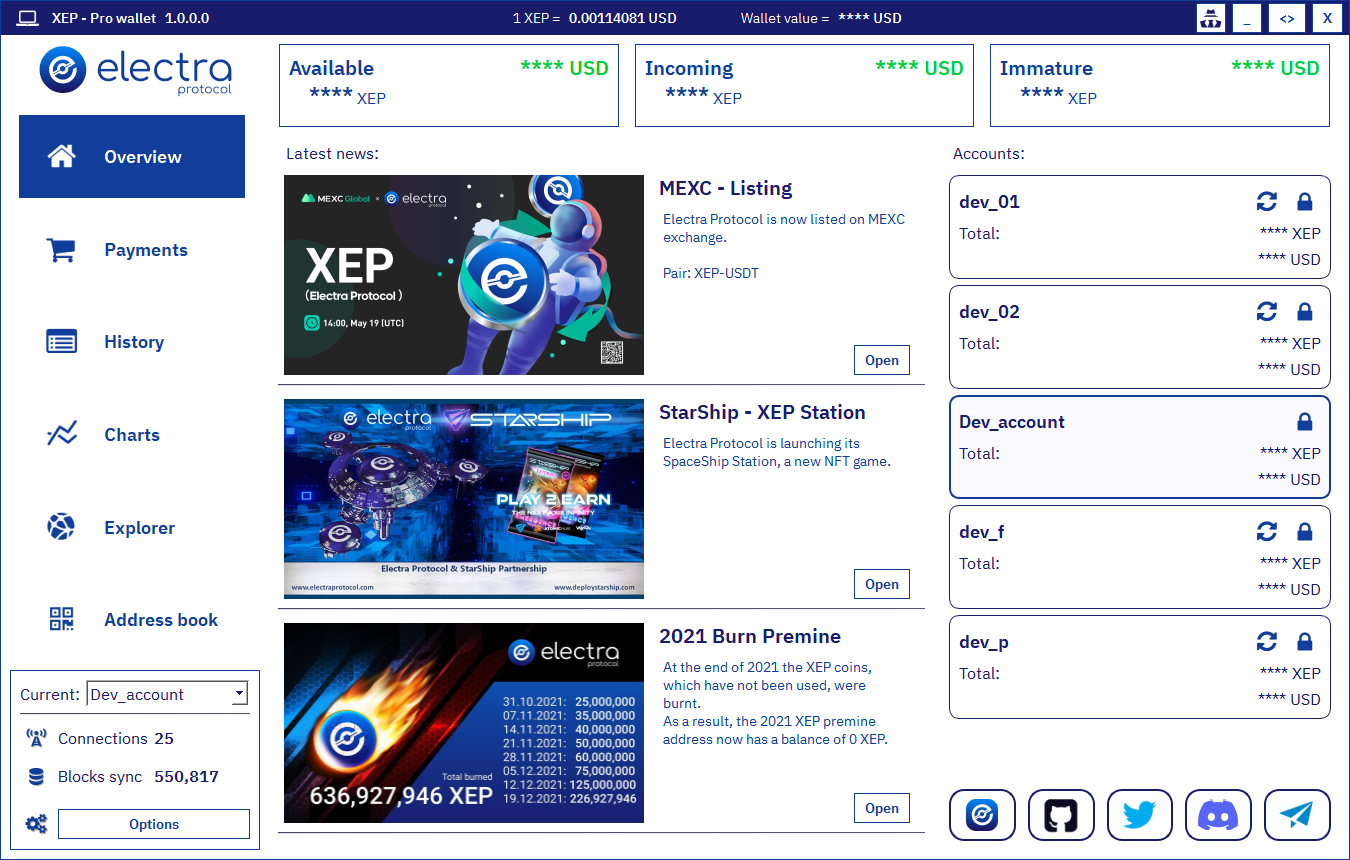 XEP - Pro wallet 1.0.0.0
1 XEP = 0.00114081 USD
Wallet value = **** USD
_
<>
X
electra
protocol
Overview
Payments
History
Charts
Explorer
Address book
Current: Dev_account
Connections 25
Blocks sync 550,817
Options
Available **** USD
**** XEP
Incoming **** USD
**** XEP
Immature **** USD
**** XEP
Latest news:
MEXC Global × electra
protocol
XEP
(Electra Protocol )
14:00, May 19 (UTC)
MEXC - Listing
Electra Protocol is now listed on MEXC
exchange.
Pair: XEP-USDT
Open
electra STARSHIP
protocol
PLAY 2 EARN
THE NEXT AXIE INFINITY
ATOMICHUB
Electra Protocol & StarShip Partnership
www.electraprotocol.com
www.deploystarship.com
StarShip - XEP Station
Electra Protocol is launching its
SpaceShip Station, a new NFT game.
Open
electra
protocol
31.10.2021: 25,000,000
07.11.2021: 35,000,000
14.11.2021: 40,000,000
21.11.2021: 50,000,000
28.11.2021: 60,000,000
05.12.2021: 75,000,000
12.12.2021: 125,000,000
19.12.2021: 226,927,946
Total burned
636,927,946 XEP
2021 Burn Premine
At the end of 2021 the XEP coins,
which have not been used, were
burnt.
As a result, the 2021 XEP premine
address now has a balance of 0 XEP.
Open
Accounts:
dev_01
Total: **** XEP
**** USD
dev_02
Total: **** XEP
**** USD
Dev_account
Total: **** XEP
**** USD
dev_f
Total: **** XEP
**** USD
dev_p
Total: **** XEP
**** USD